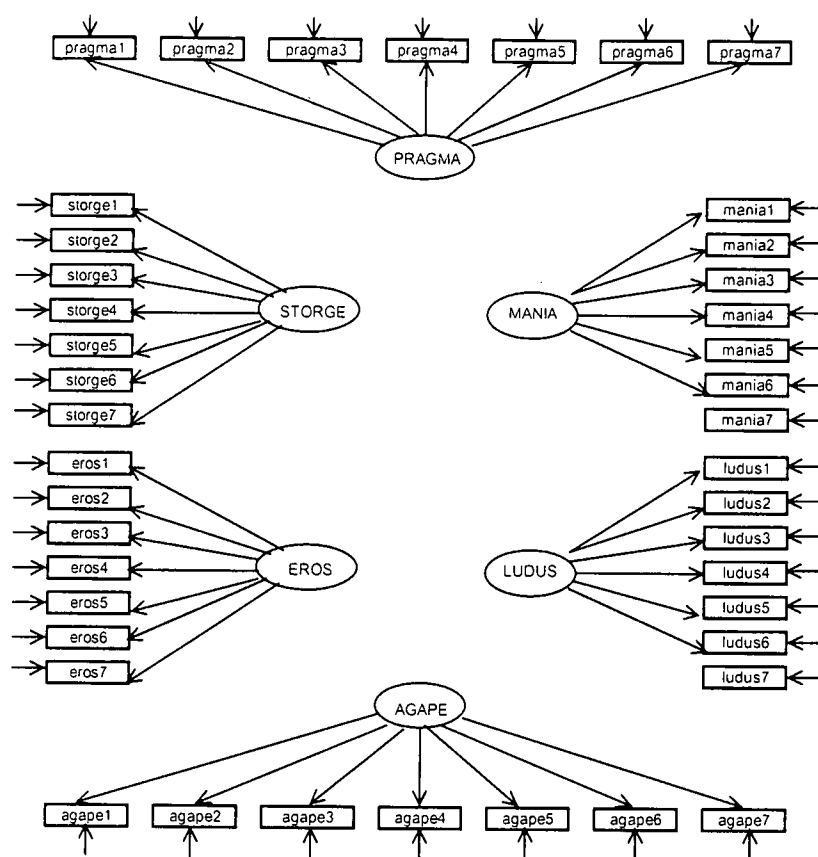 pragma1 pragma2 pragma3 pragma4 pragma5 pragma6 pragma7
PRAGMA
storge1
storge2
storge3
storge4
storge5
storge6
storge7
STORGE
mania1
mania2
mania3
mania4
mania5
mania6
mania7
MANIA
eros1
eros2
eros3
eros4
eros5
eros6
eros7
EROS
ludus1
ludus2
ludus3
ludus4
ludus5
ludus6
ludus7
LUDUS
AGAPE
agape1 agape2 agape3 agape4 agape5 agape6 agape7